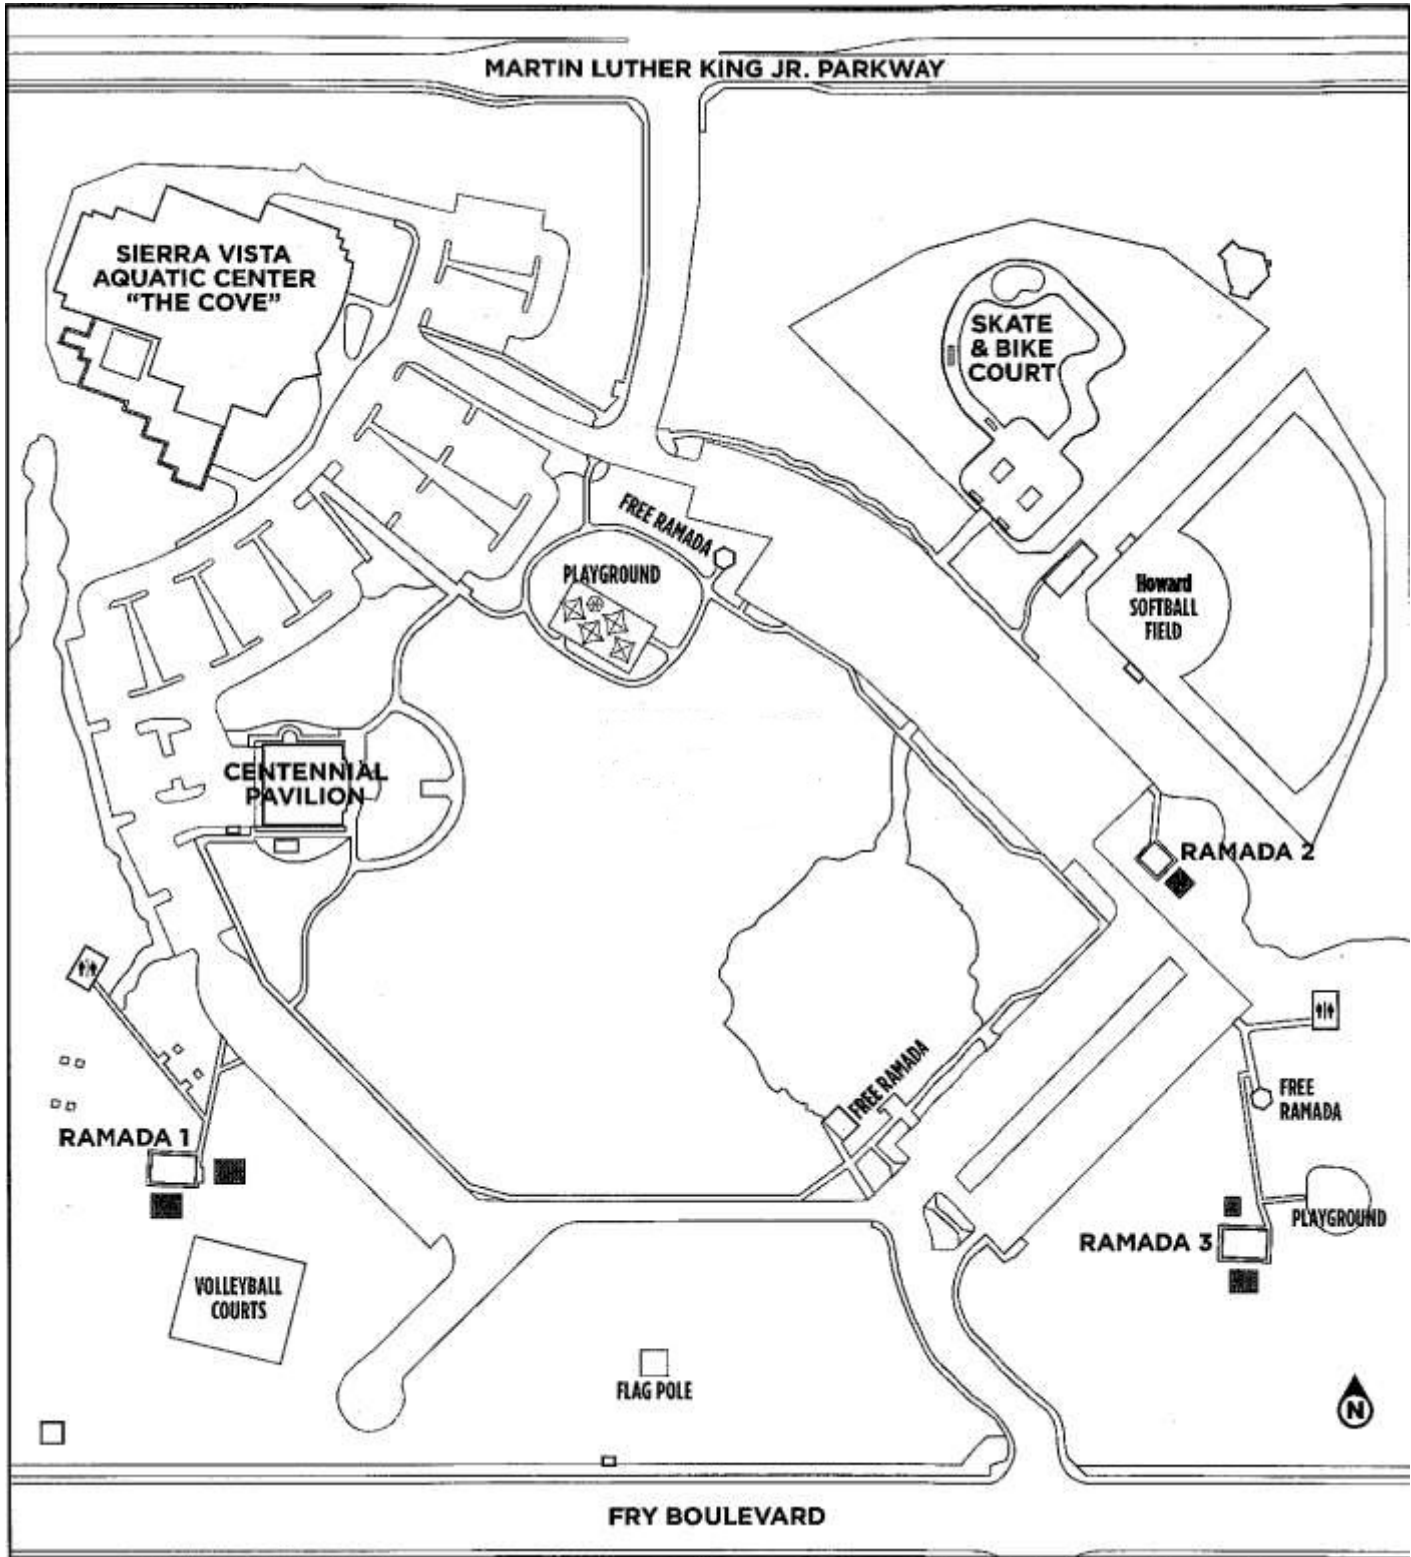 MARTIN LUTHER KING JR. PARKWAY
SIERRA VISTA
AQUATIC CENTER
“THE COVE”
SKATE
& BIKE
COURT
FREE RAMADA
PLAYGROUND
Howard
SOFTBALL
FIELD
CENTENNIAL
PAVILION
RAMADA 2
FREE RAMADA
FREE
RAMADA
RAMADA 1
PLAYGROUND
RAMADA 3
VOLLEYBALL
COURTS
FLAG POLE
N
FRY BOULEVARD